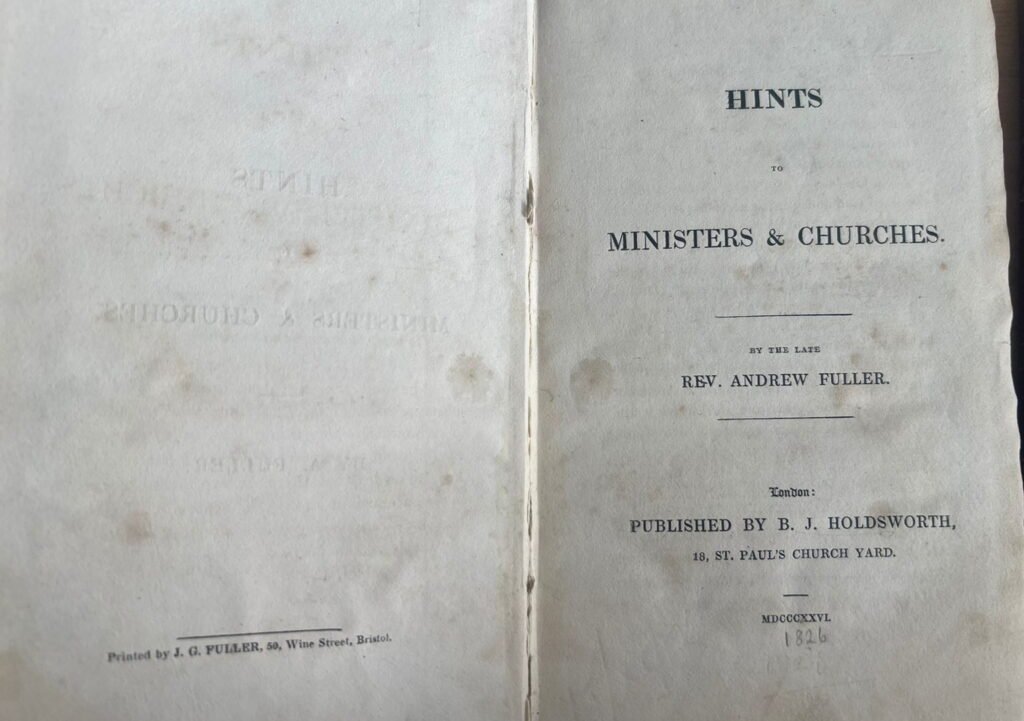 Printed by J. G. FULLER, 50, Wine Street, Bristol.
HINTS
TO
MINISTERS & CHURCHES.
BY THE LATE
REV. ANDREW FULLER.
London:
PUBLISHED BY B. J. HOLDSWORTH,
18, ST. PAUL'S CHURCH YARD.
MDCCCXXVI.
1826